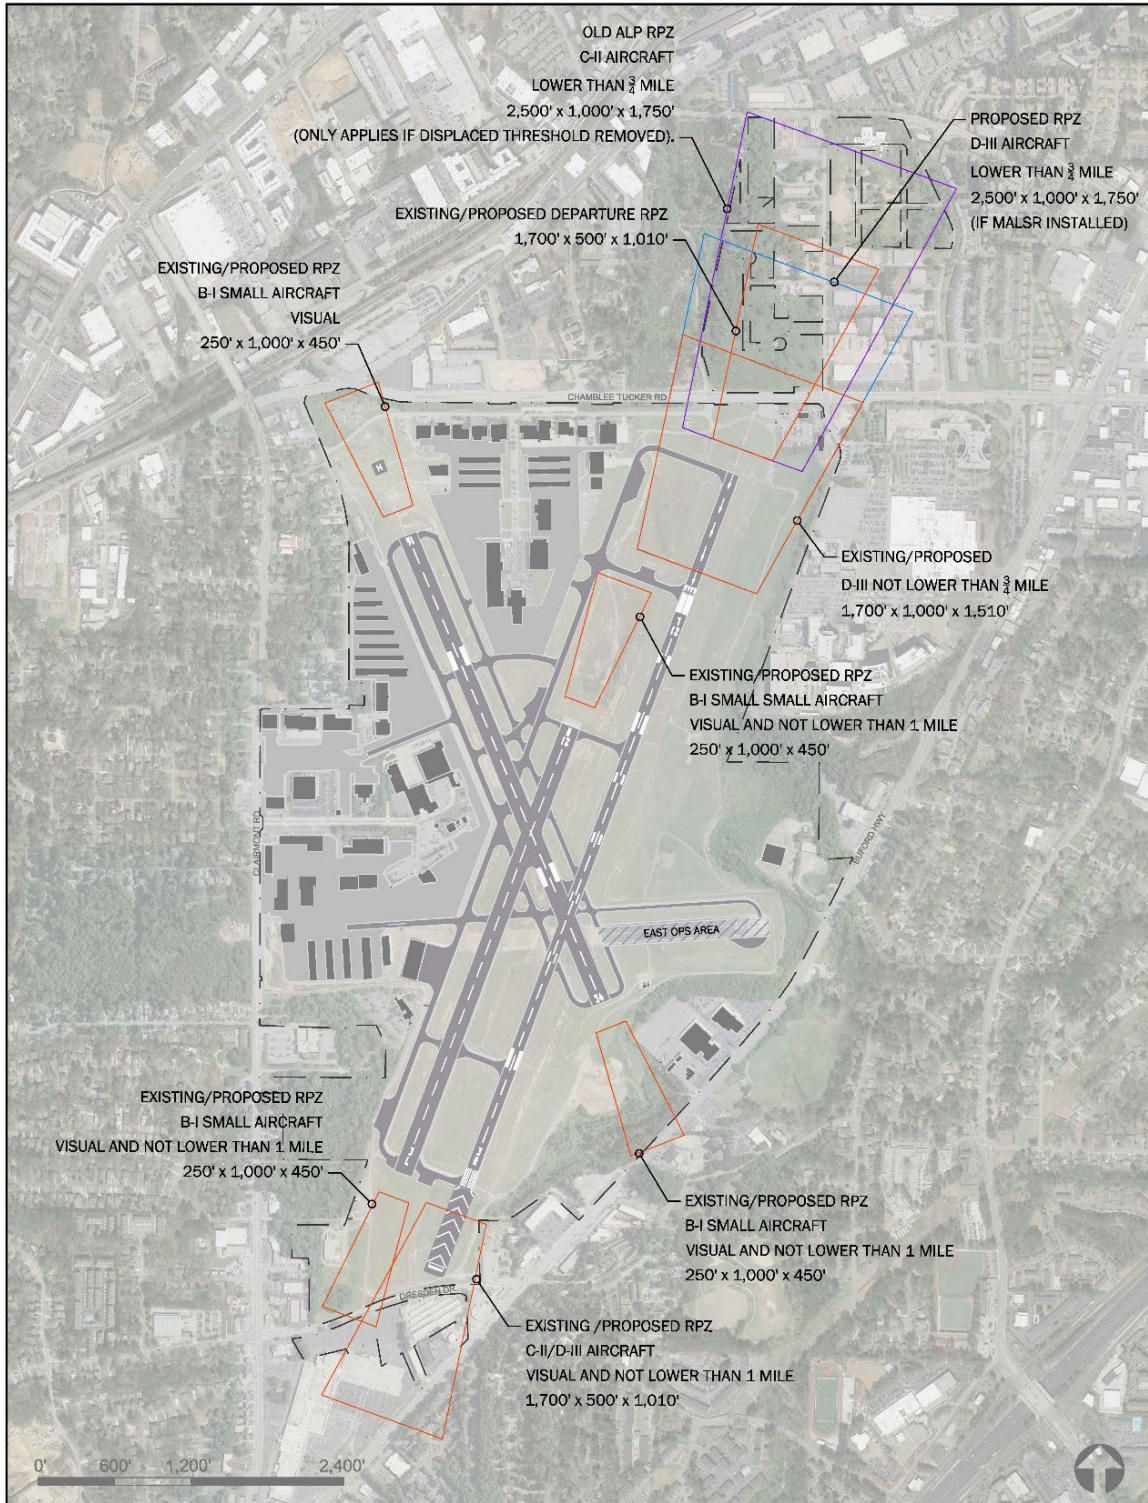 OLD ALP RPZ
C-II AIRCRAFT
LOWER THAN 3/4 MILE
2,500' x 1,000' x 1,750'
(ONLY APPLIES IF DISPLACED THRESHOLD REMOVED).
PROPOSED RPZ
D-III AIRCRAFT
LOWER THAN 3/4 MILE
2,500' x 1,000' x 1,750'
(IF MALSR INSTALLED)
EXISTING/PROPOSED DEPARTURE RPZ
1,700' x 500' x 1,010'
EXISTING/PROPOSED RPZ
B-I SMALL AIRCRAFT
VISUAL
250' x 1,000' x 450'
CHAMBLEE TUCKER RD
H
EXISTING/PROPOSED
D-III NOT LOWER THAN 3/4 MILE
1,700' x 1,000' x 1,510'
EXISTING/PROPOSED RPZ
B-I SMALL SMALL AIRCRAFT
VISUAL AND NOT LOWER THAN 1 MILE
250' x 1,000' x 450'
CLAIRMONT RD
BUFORD HWY
EAST OPS AREA
34
EXISTING/PROPOSED RPZ
B-I SMALL AIRCRAFT
VISUAL AND NOT LOWER THAN 1 MILE
250' x 1,000' x 450'
EXISTING/PROPOSED RPZ
B-I SMALL AIRCRAFT
VISUAL AND NOT LOWER THAN 1 MILE
250' x 1,000' x 450'
DRESDEN DR
EXISTING /PROPOSED RPZ
C-II/D-III AIRCRAFT
VISUAL AND NOT LOWER THAN 1 MILE
1,700' x 500' x 1,010'
0' 600' 1,200' 2,400'